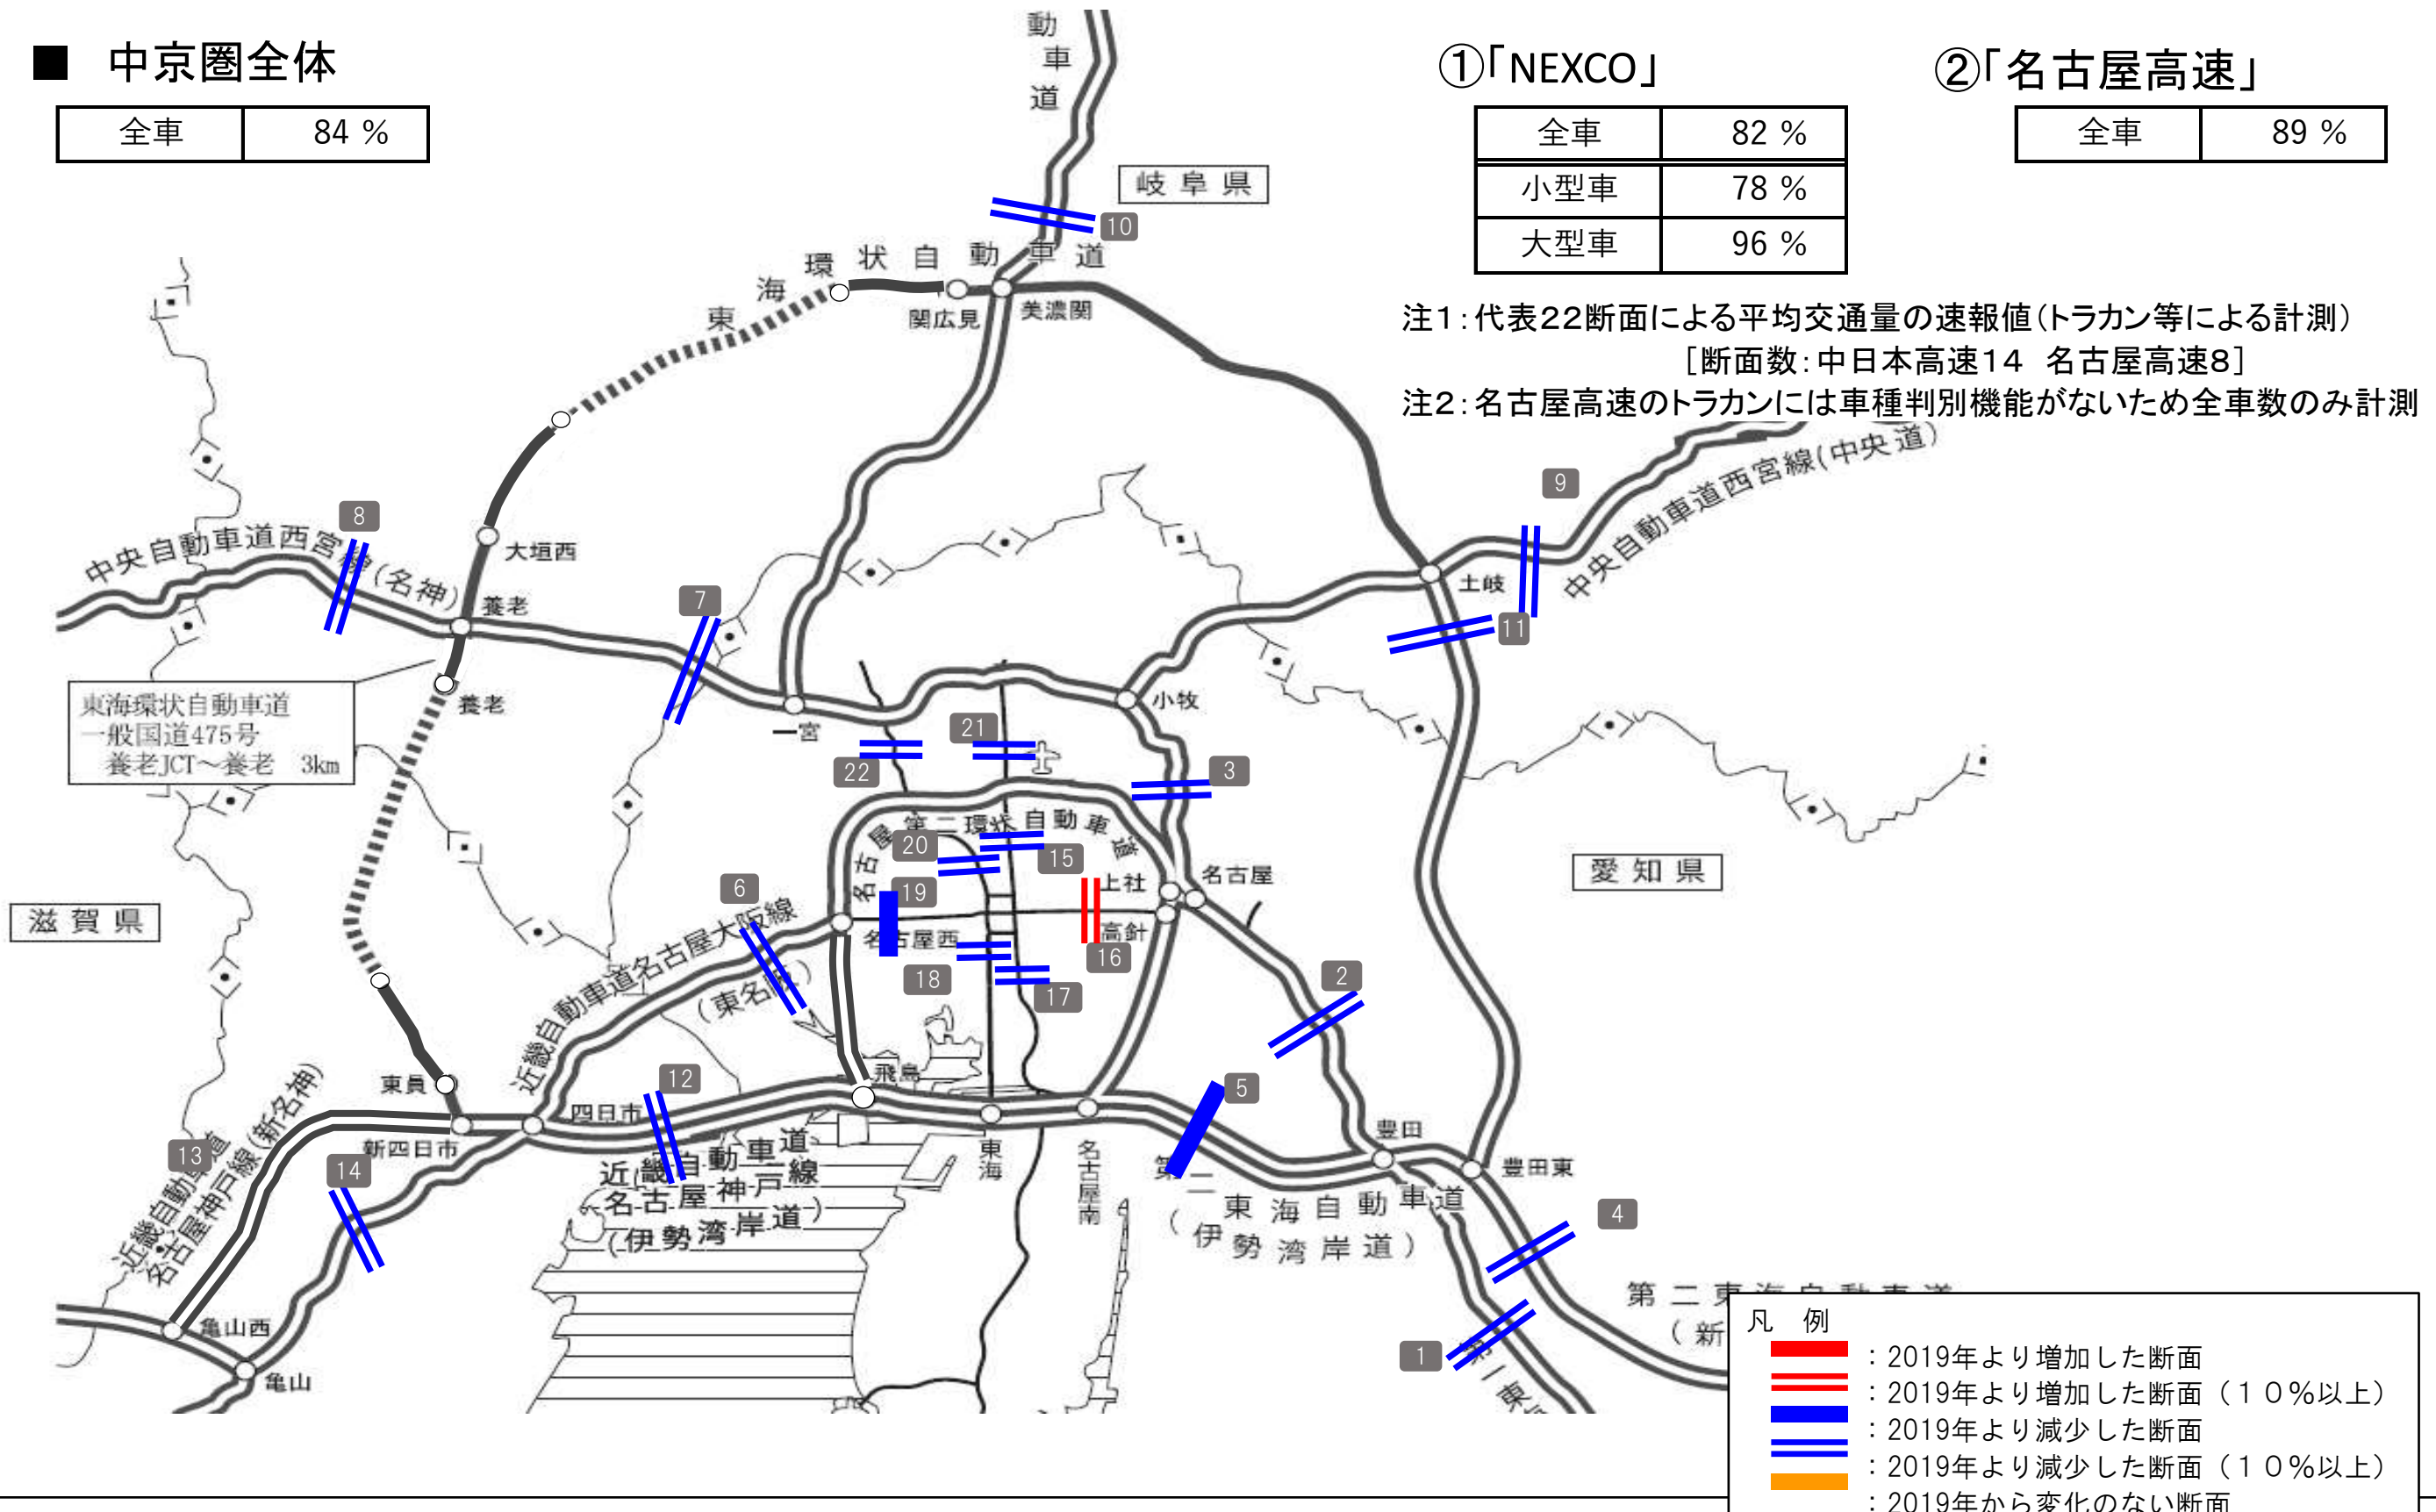 ■ 中京圏全体
全車 84 %
①「NEXCO」
全車 82 %
小型車 78 %
大型車 96 %
②「名古屋高速」
全車 89 %
注1：代表22断面による平均交通量の速報値（トラカン等による計測）
［断面数：中日本高速14 名古屋高速8］
注2：名古屋高速のトラカンには車種判別機能がないため全車数のみ計測
動車道
岐阜県
10
東海環状自動車道
関広見
美濃関
9
中央自動車道西宮線(中央道)
8
中央自動車道西宮線(名神)
大垣西
養老
7
土岐
11
東海環状自動車道
一般国道475号
養老JCT～養老 3km
養老
一宮
小牧
21
22
3
名古屋第二環状自動車道
20
15
19
上社
名古屋
愛知県
滋賀県
6
近畿自動車道名古屋大阪線
(東名阪)
名古屋西
高針
16
18
17
2
東員
12
飛島
5
四日市
新四日市
13
14
近畿自動車道
名古屋神戸線(新名神)
近畿自動車道
名古屋神戸線
(伊勢湾岸道)
東海
名古屋南
豊田
豊田東
第二東海自動車道
(伊勢湾岸道)
4
亀山西
亀山
1
第一東
第二東海自動車道
(新
凡 例
：2019年より増加した断面
：2019年より増加した断面（１０％以上）
：2019年より減少した断面
：2019年より減少した断面（１０％以上）
：2019年から変化のない断面